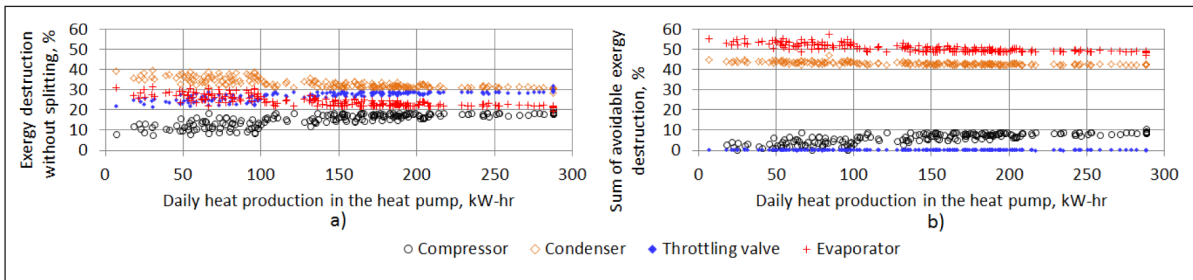 Exergy destruction
without splitting, %
60
50
40
30
20
10
0
0 50 100 150 200 250 300
Daily heat production in the heat pump, kW-hr
a)
Sum of avoidable exergy
destruction, %
60
50
40
30
20
10
0
0 50 100 150 200 250 300
Daily heat production in the heat pump, kW-hr
b)
Compressor Condenser Throttling valve Evaporator